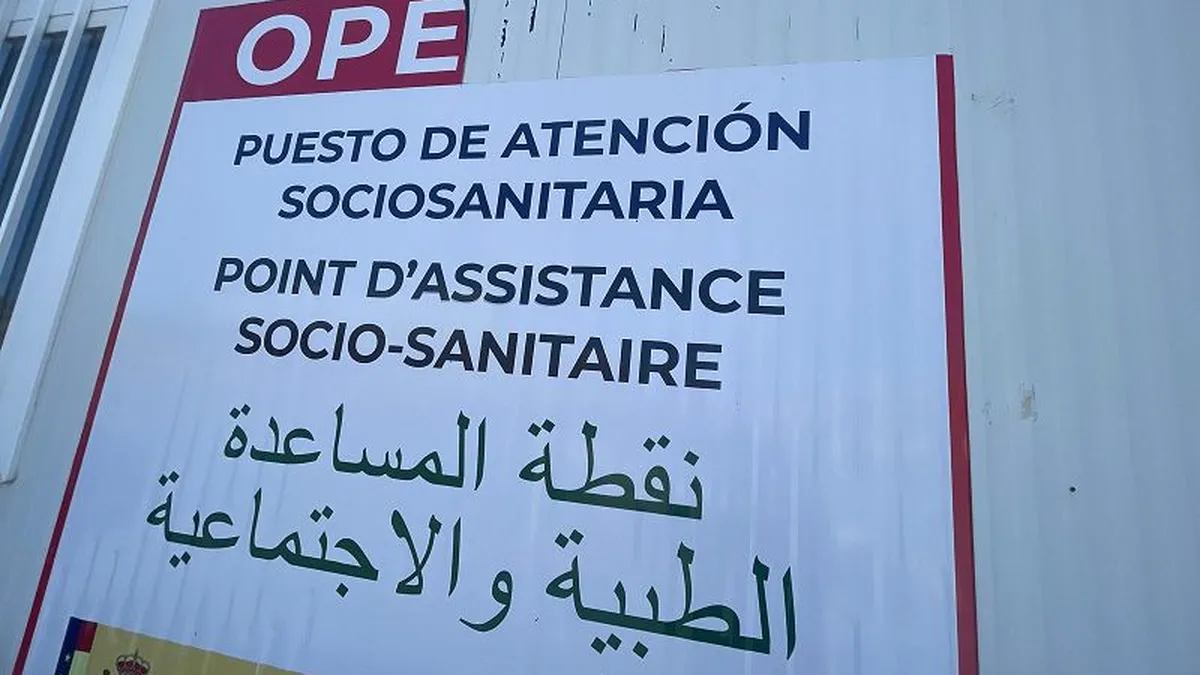 OPE
PUESTO DE ATENCIÓN
SOCIOSANITARIA
POINT D'ASSISTANCE
SOCIO-SANITAIRE
نقطة المساعدة
الطبية والاجتماعية